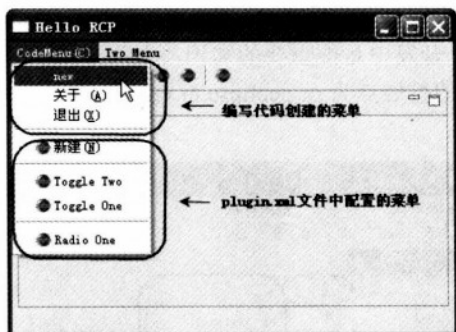 Hello RCP
CodeMenu(C) Two Menu
new
关于 (A)
退出(X)
编写代码创建的菜单
新建(N)
Toggle Two
Toggle One
plugin.xml文件中配置的菜单
Radio One